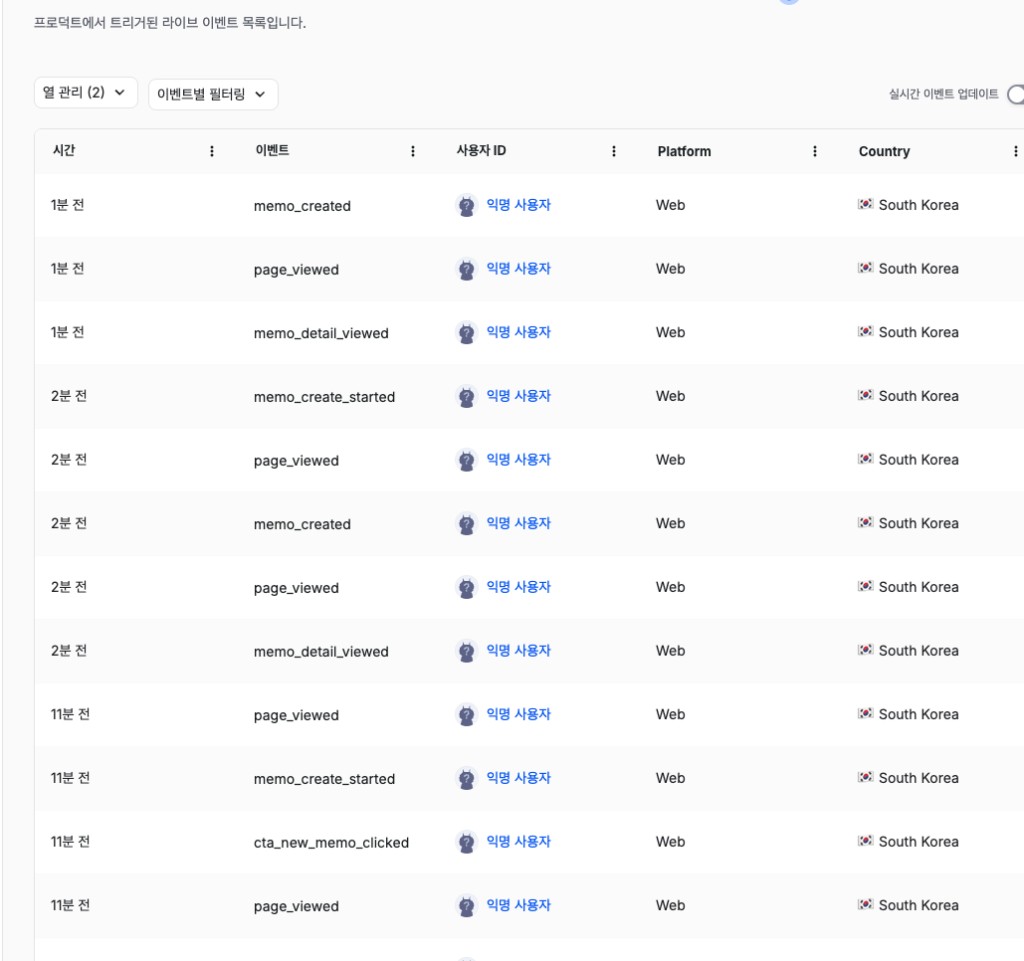 프로덕트에서 트리거된 라이브 이벤트 목록입니다.
열 관리 (2) 이벤트별 필터링 실시간 이벤트 업데이트
시간 이벤트 사용자 ID Platform Country
1분 전 memo_created ? 익명 사용자 Web South Korea
1분 전 page_viewed ? 익명 사용자 Web South Korea
1분 전 memo_detail_viewed ? 익명 사용자 Web South Korea
2분 전 memo_create_started ? 익명 사용자 Web South Korea
2분 전 page_viewed ? 익명 사용자 Web South Korea
2분 전 memo_created ? 익명 사용자 Web South Korea
2분 전 page_viewed ? 익명 사용자 Web South Korea
2분 전 memo_detail_viewed ? 익명 사용자 Web South Korea
11분 전 page_viewed ? 익명 사용자 Web South Korea
11분 전 memo_create_started ? 익명 사용자 Web South Korea
11분 전 cta_new_memo_clicked ? 익명 사용자 Web South Korea
11분 전 page_viewed ? 익명 사용자 Web South Korea